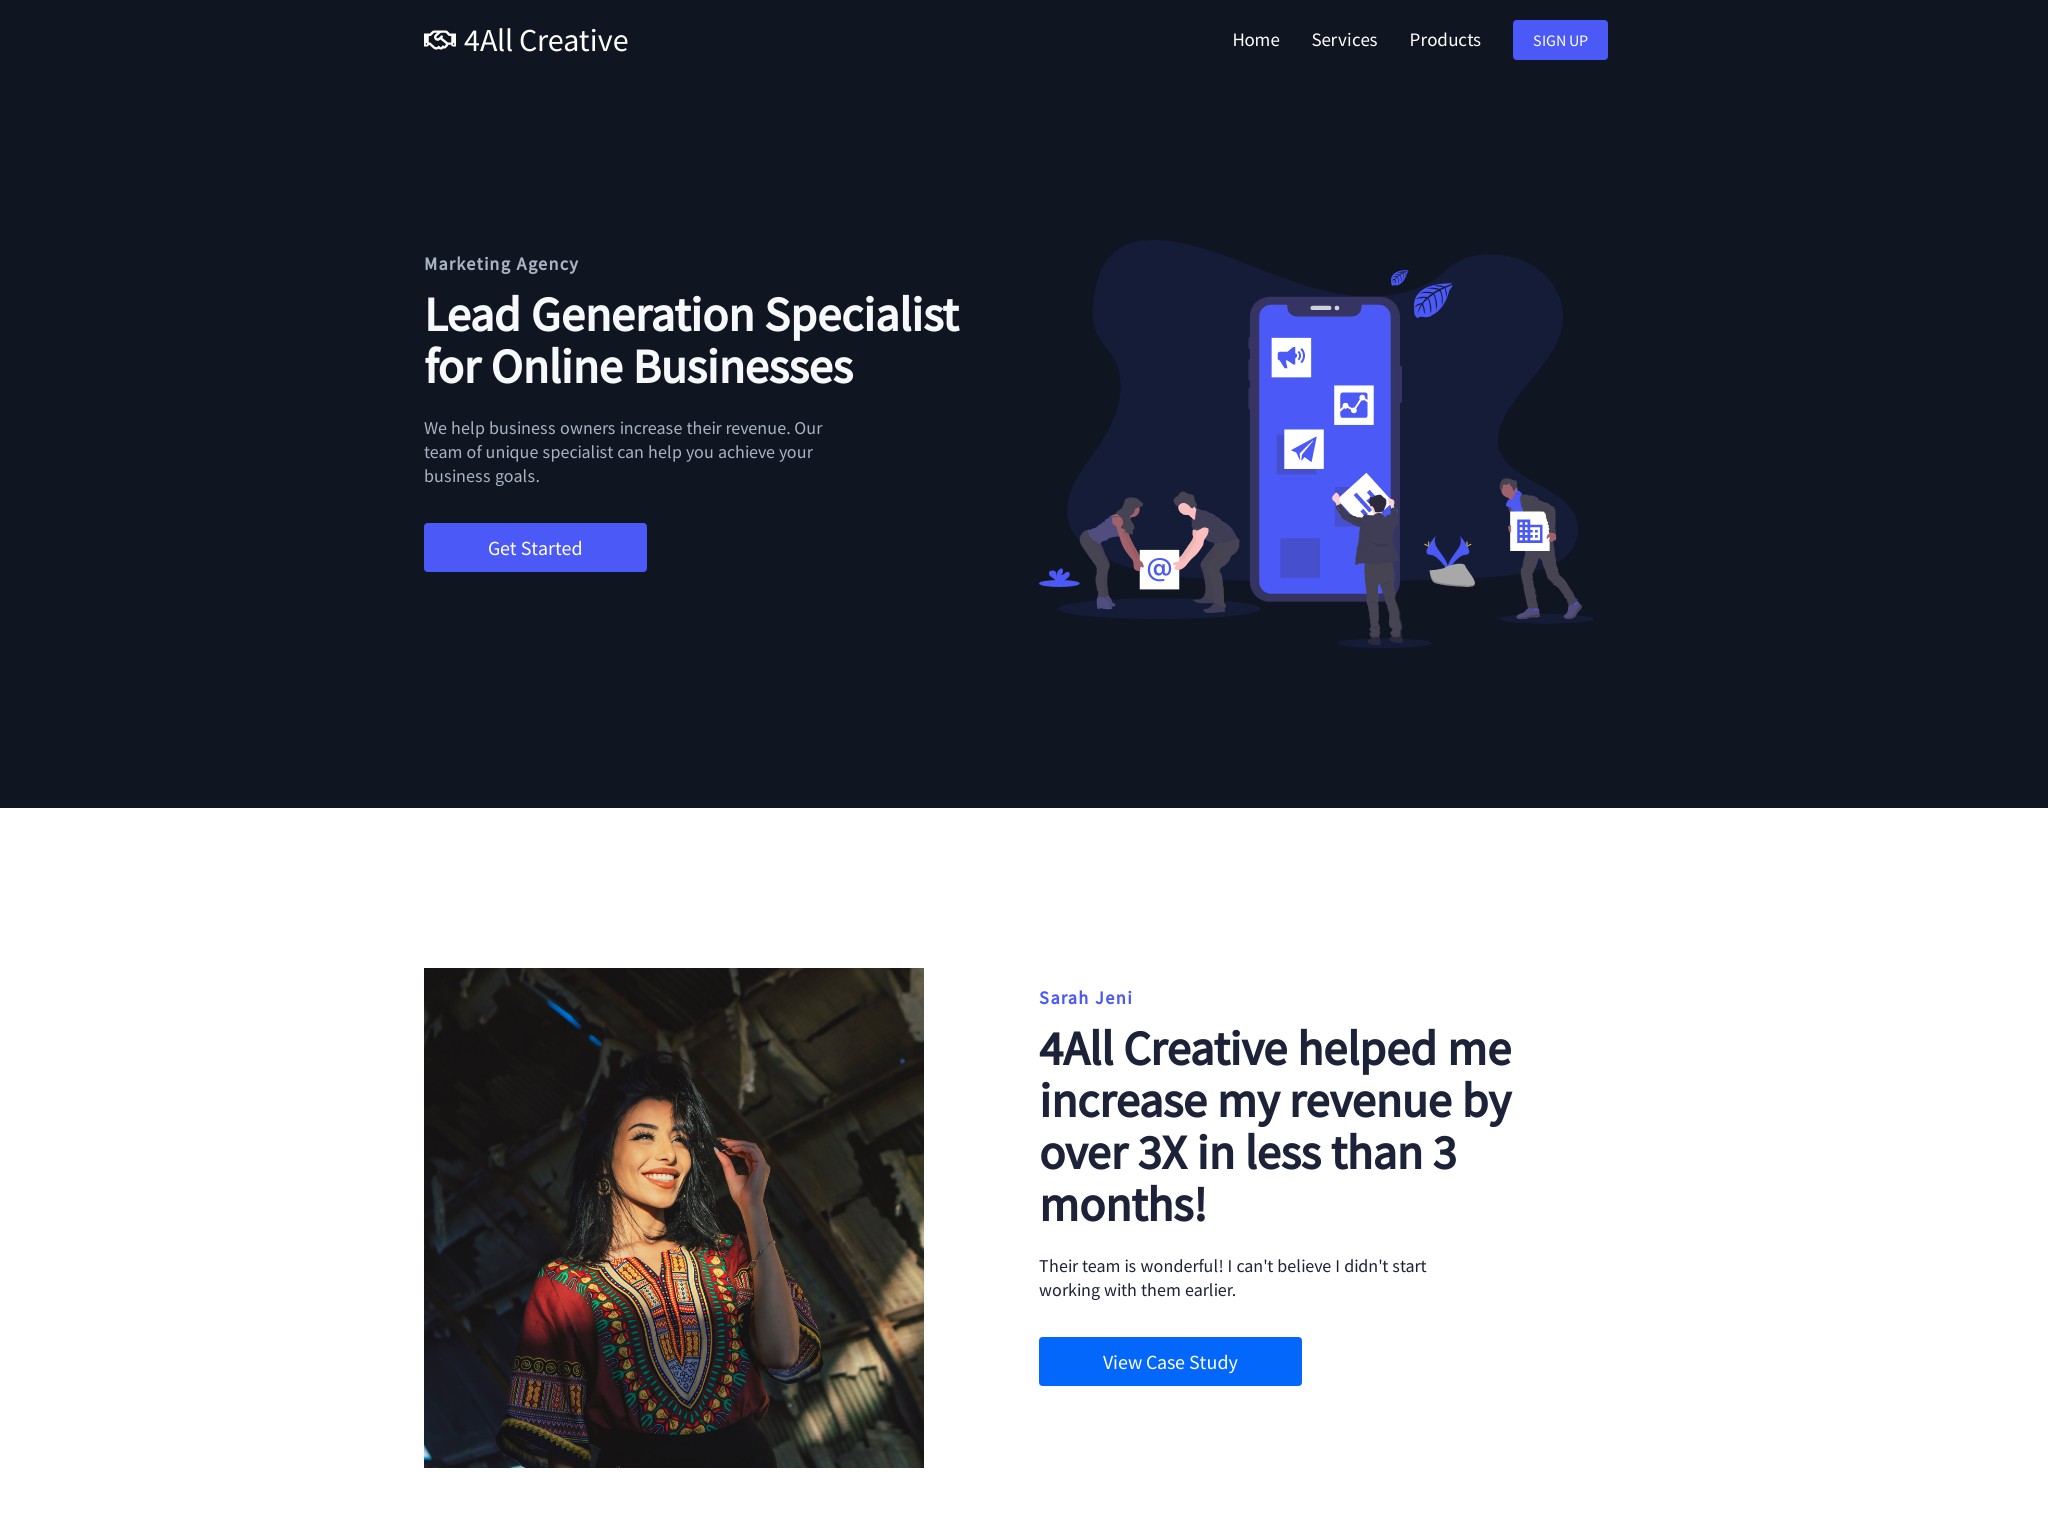 4All Creative
Home
Services
Products
SIGN UP
Marketing Agency
Lead Generation Specialist
for Online Businesses
We help business owners increase their revenue. Our
team of unique specialist can help you achieve your
business goals.
Get Started
@
Sarah Jeni
4All Creative helped me
increase my revenue by
over 3X in less than 3
months!
Their team is wonderful! I can't believe I didn't start
working with them earlier.
View Case Study